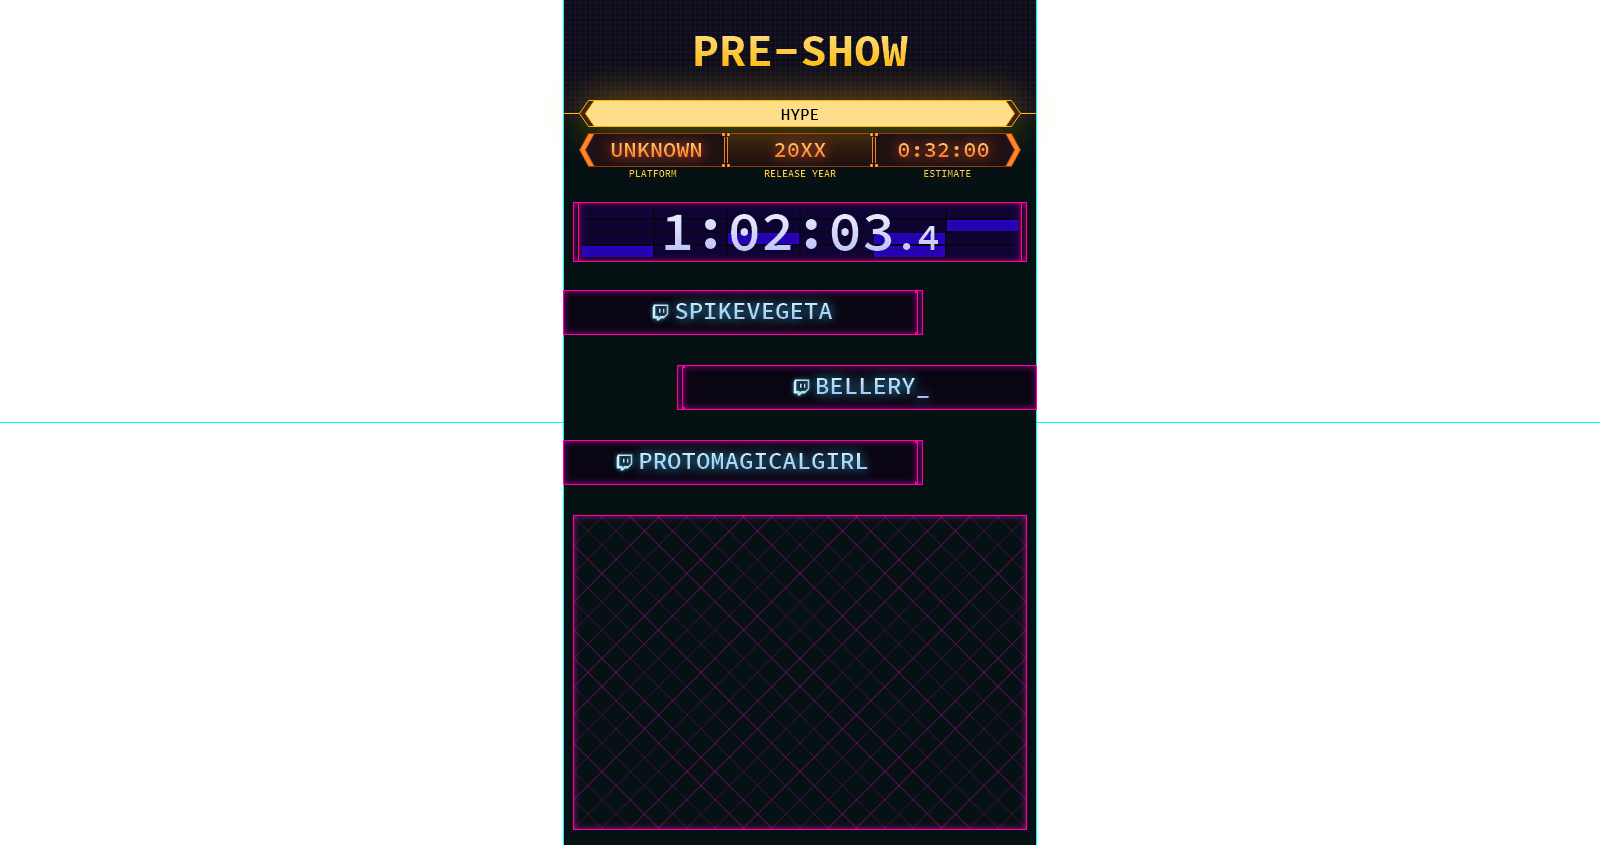 PRE-SHOW
HYPE
UNKNOWN 20XX 0:32:00
PLATFORM RELEASE YEAR ESTIMATE
1:02:03.4
SPIKEVEGETA
BELLERY_
PROTOMAGICALGIRL